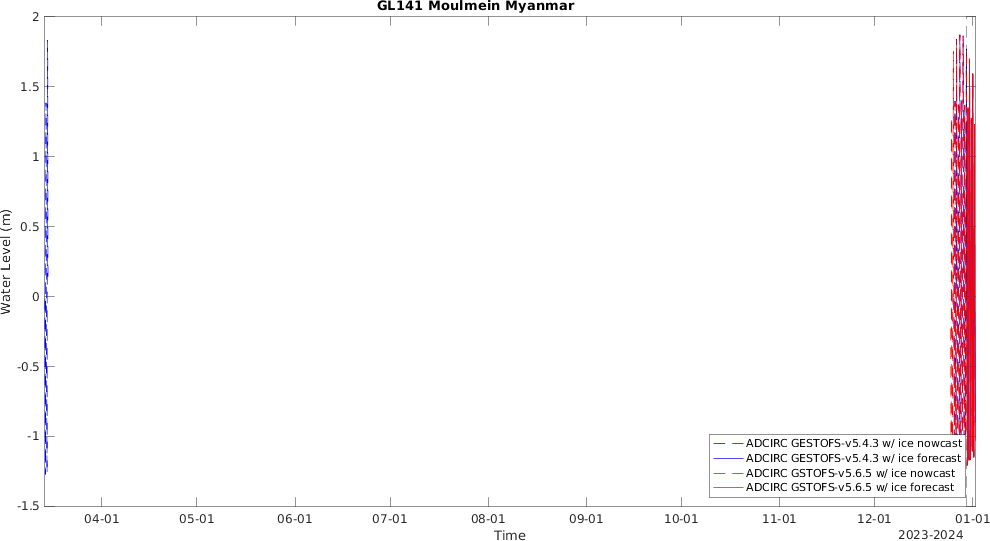 GL141 Moulmein Myanmar
2
1.5
1
0.5
0
-0.5
-1
-1.5
Water Level (m)
04-01 05-01 06-01 07-01 08-01 09-01 10-01 11-01 12-01 01-01
2023-2024
Time
ADCIRC GESTOFS-v5.4.3 w/ ice nowcast
ADCIRC GESTOFS-v5.4.3 w/ ice forecast
ADCIRC GSTOFS-v5.6.5 w/ ice nowcast
ADCIRC GSTOFS-v5.6.5 w/ ice forecast